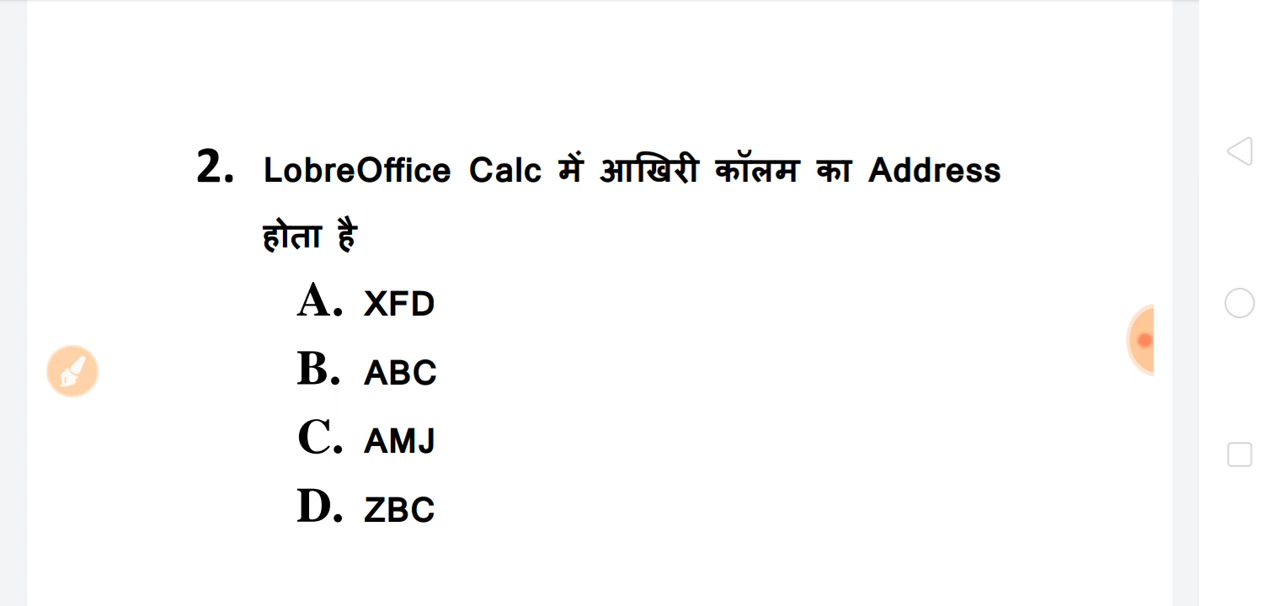 2. LobreOffice Calc में आखिरी कॉलम का Address
होता है
A. XFD
B. ABC
C. AMJ
D. ZBC